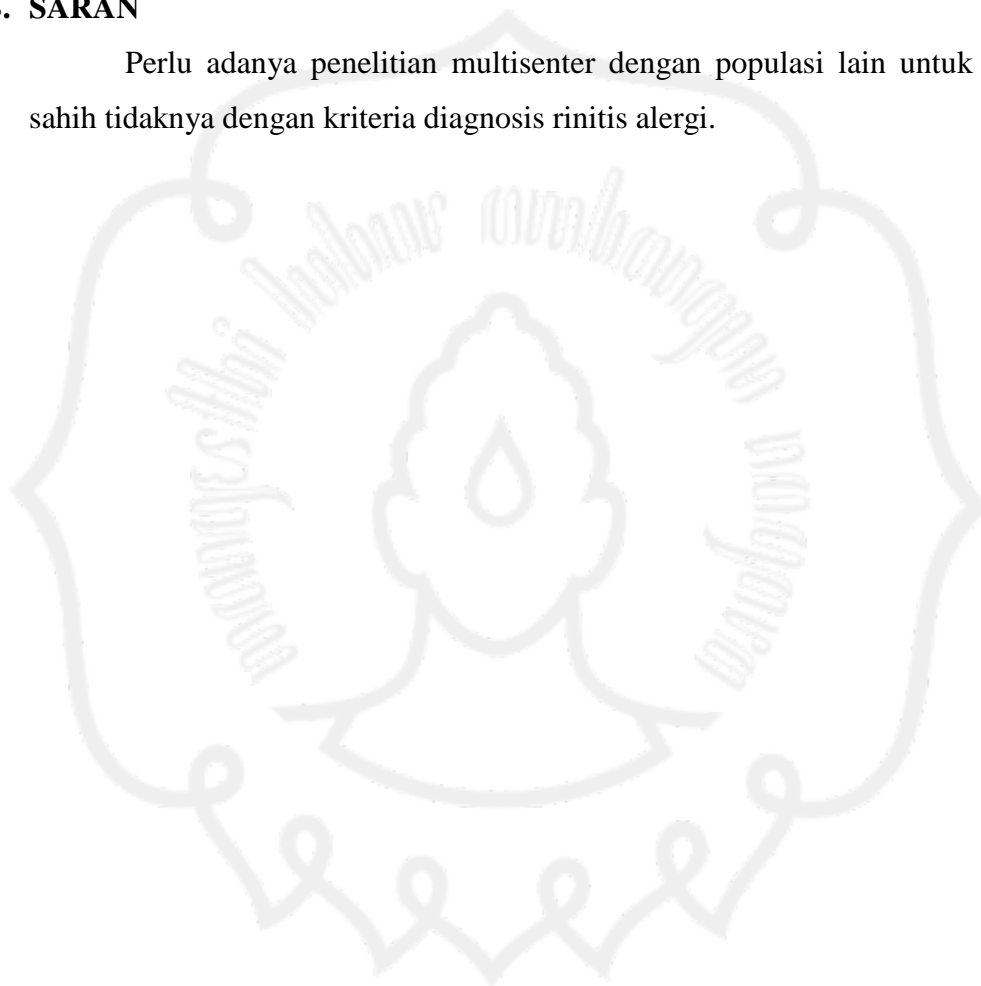 . SARAN
Perlu adanya penelitian multisenter dengan populasi lain untuk
sahih tidaknya dengan kriteria diagnosis rinitis alergi.